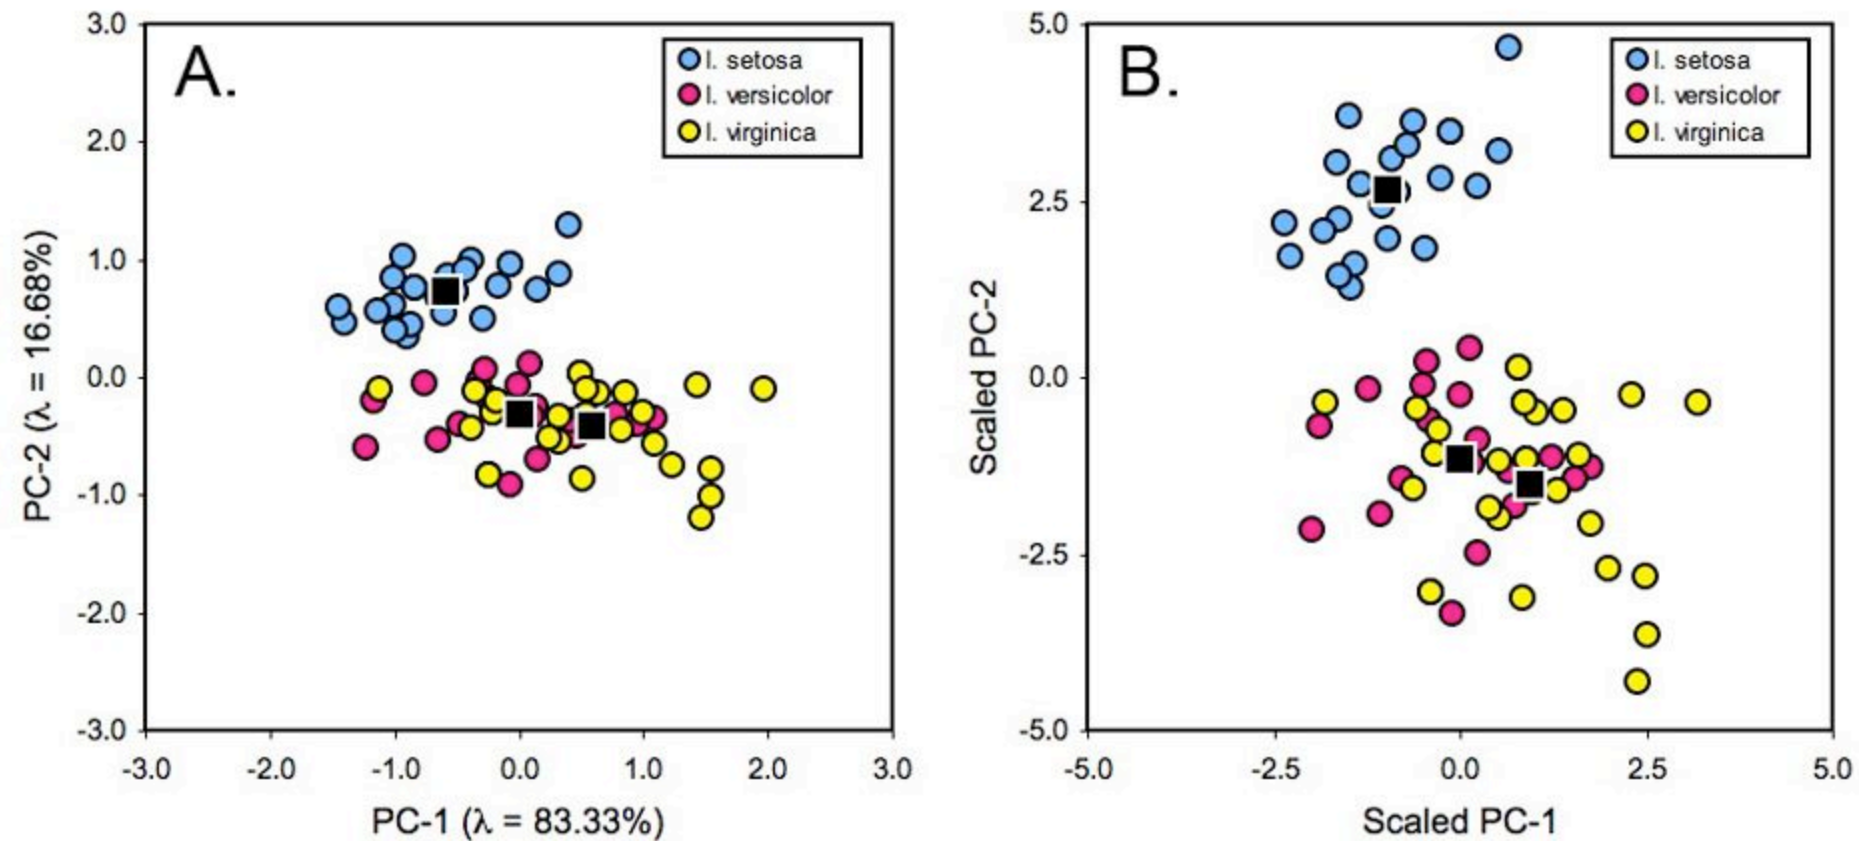 A.
I. setosa
I. versicolor
I. virginica
3.0
2.0
1.0
0.0
-1.0
-2.0
-3.0
PC-2 (λ = 16.68%)
-3.0 -2.0 -1.0 0.0 1.0 2.0 3.0
PC-1 (λ = 83.33%)
B.
I. setosa
I. versicolor
I. virginica
5.0
2.5
0.0
-2.5
-5.0
Scaled PC-2
-5.0 -2.5 0.0 2.5 5.0
Scaled PC-1